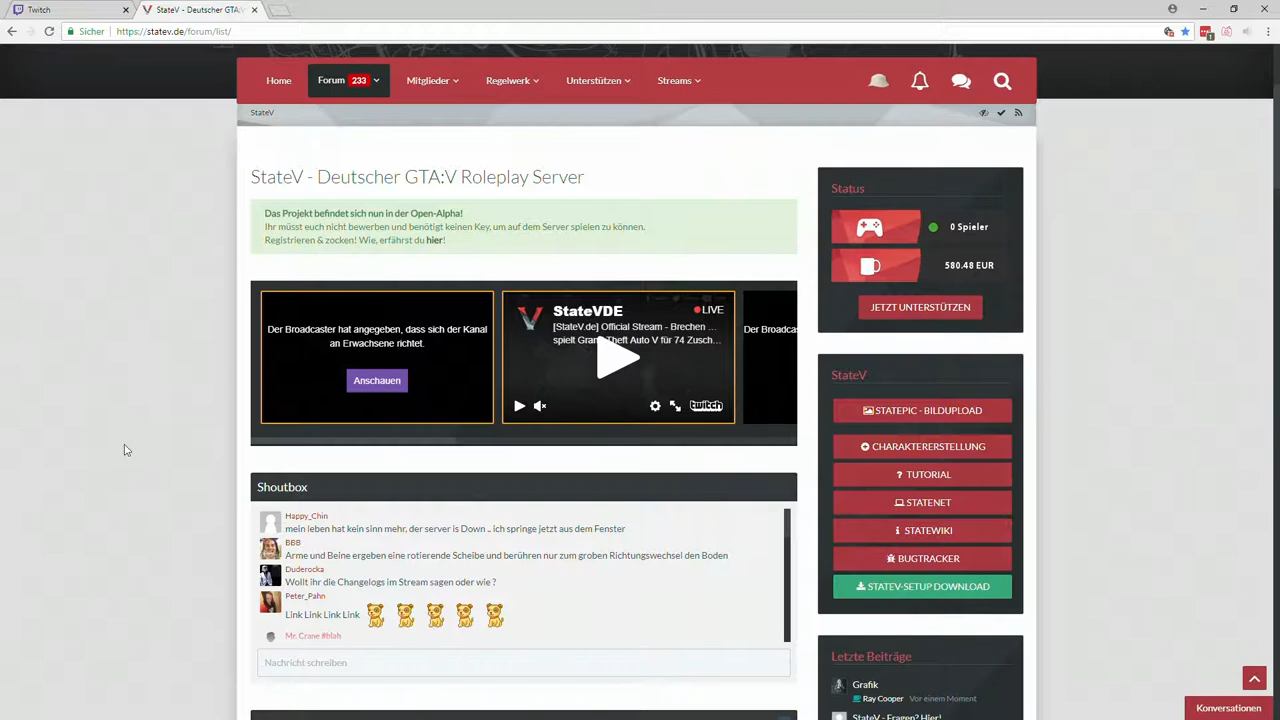 Twitch
StateV - Deutscher GTA:V
Sicher
https://statev.de/forum/list/
1
Home
Forum 233
Mitglieder
Regelwerk
Unterstützen
Streams
StateV
StateV - Deutscher GTA:V Roleplay Server
Das Projekt befindet sich nun in der Open-Alpha!
Ihr müsst euch nicht bewerben und benötigt keinen Key, um auf dem Server spielen zu können.
Registrieren & zocken! Wie, erfährst du hier!
Der Broadcaster hat angegeben, dass sich der Kanal
an Erwachsene richtet.
Anschauen
StateVDE
LIVE
[StateV.de] Official Stream - Brechen ...
spielt Grand Theft Auto V für 74 Zusch...
twitch
Der Broadcas
Shoutbox
Happy_Chin
mein leben hat kein sinn mehr, der server is Down .. ich springe jetzt aus dem Fenster
BBB
Arme und Beine ergeben eine rotierende Scheibe und berühren nur zum groben Richtungswechsel den Boden
Duderocka
Wollt ihr die Changelogs im Stream sagen oder wie ?
Peter_Pahn
Link Link Link Link
Mr. Crane #blah
Nachricht schreiben
Status
0 Spieler
580.48 EUR
JETZT UNTERSTÜTZEN
StateV
STATEPIC - BILDUPLOAD
CHARAKTERERSTELLUNG
? TUTORIAL
STATENET
STATEWIKI
BUGTRACKER
STATEV-SETUP DOWNLOAD
Letzte Beiträge
Grafik
Ray Cooper Vor einem Moment
StateV - Fragen? Hier!
Konversationen